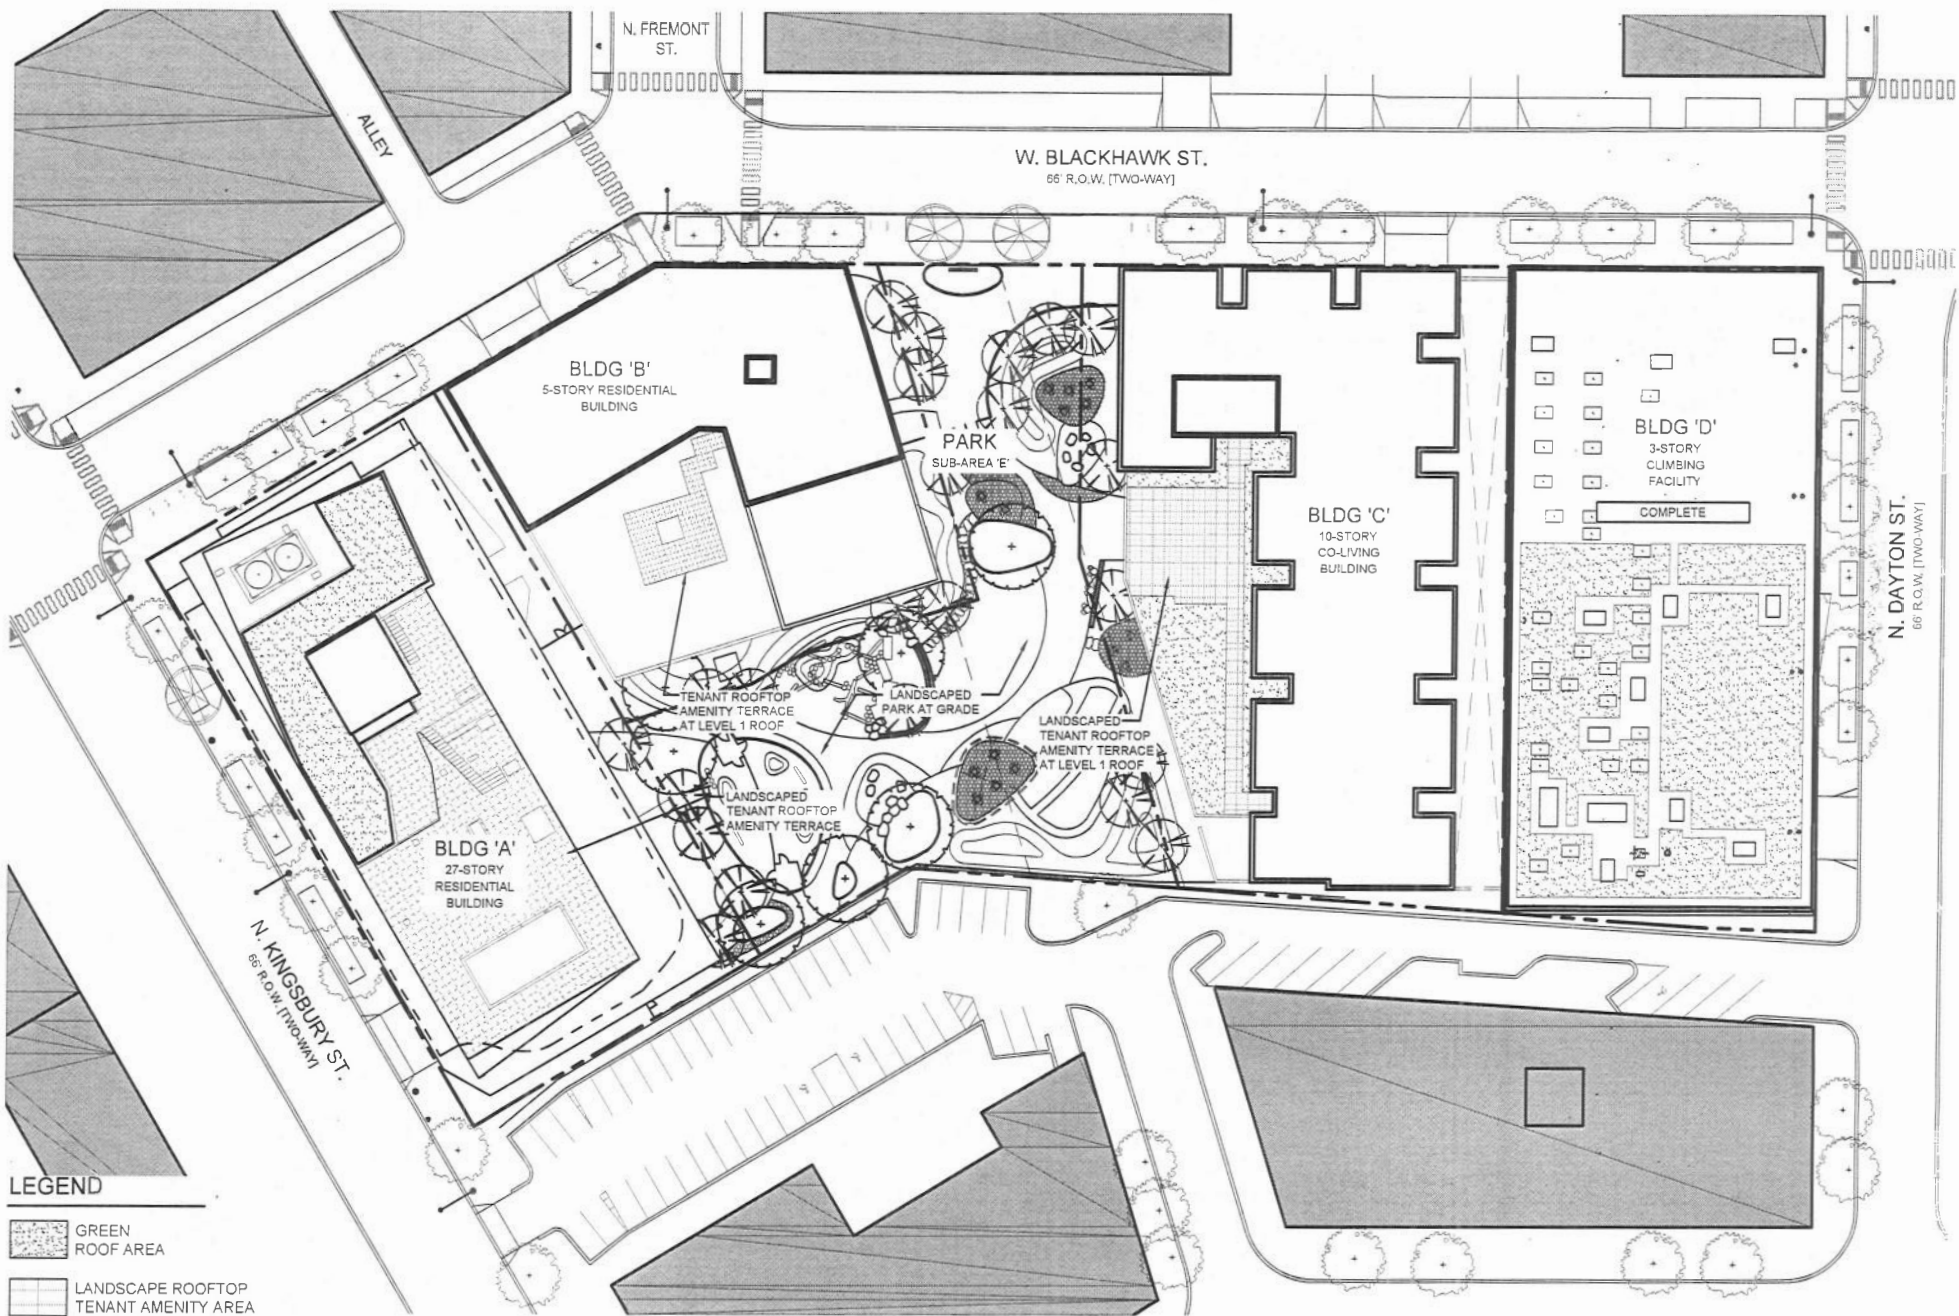 N. FREMONT
ST.
ALLEY
W. BLACKHAWK ST.
66' R.O.W. [TWO-WAY]
BLDG 'B'
5-STORY RESIDENTIAL
BUILDING
PARK
SUB-AREA 'E'
BLDG 'D'
3-STORY
CLIMBING
FACILITY
COMPLETE
BLDG 'C'
10-STORY
CO-LIVING
BUILDING
N. DAYTON ST.
66' R.O.W. [TWO-WAY]
TENANT ROOFTOP
AMENITY TERRACE
AT LEVEL 1 ROOF
LANDSCAPED
PARK AT GRADE
LANDSCAPED
TENANT ROOFTOP
AMENITY TERRACE
AT LEVEL 1 ROOF
LANDSCAPED
TENANT ROOFTOP
AMENITY TERRACE
BLDG 'A'
27-STORY
RESIDENTIAL
BUILDING
N. KINGSBURY ST.
66' R.O.W. [TWO-WAY]
LEGEND
GREEN
ROOF AREA
LANDSCAPE ROOFTOP
TENANT AMENITY AREA